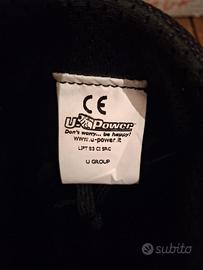 CE
U-Power
Don't worry... be happy!
www.u-power.it
LIFT S3 CI SRC
U GROUP
subito